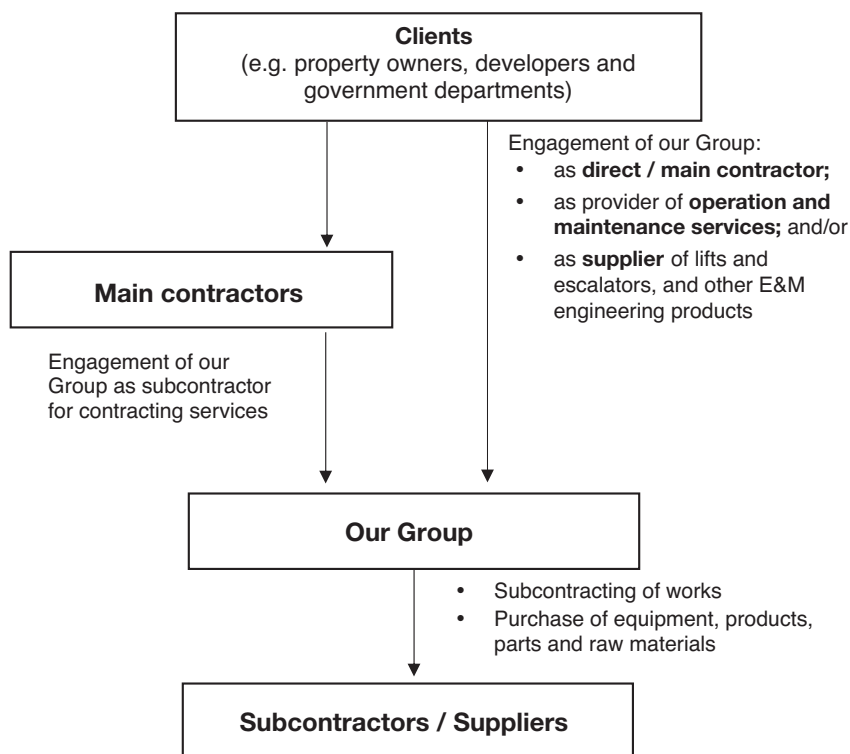 Clients
(e.g. property owners, developers and
government departments)
Engagement of our Group:
• as direct / main contractor;
• as provider of operation and
maintenance services; and/or
• as supplier of lifts and
escalators, and other E&M
engineering products
Main contractors
Engagement of our
Group as subcontractor
for contracting services
Our Group
• Subcontracting of works
• Purchase of equipment, products,
parts and raw materials
Subcontractors / Suppliers